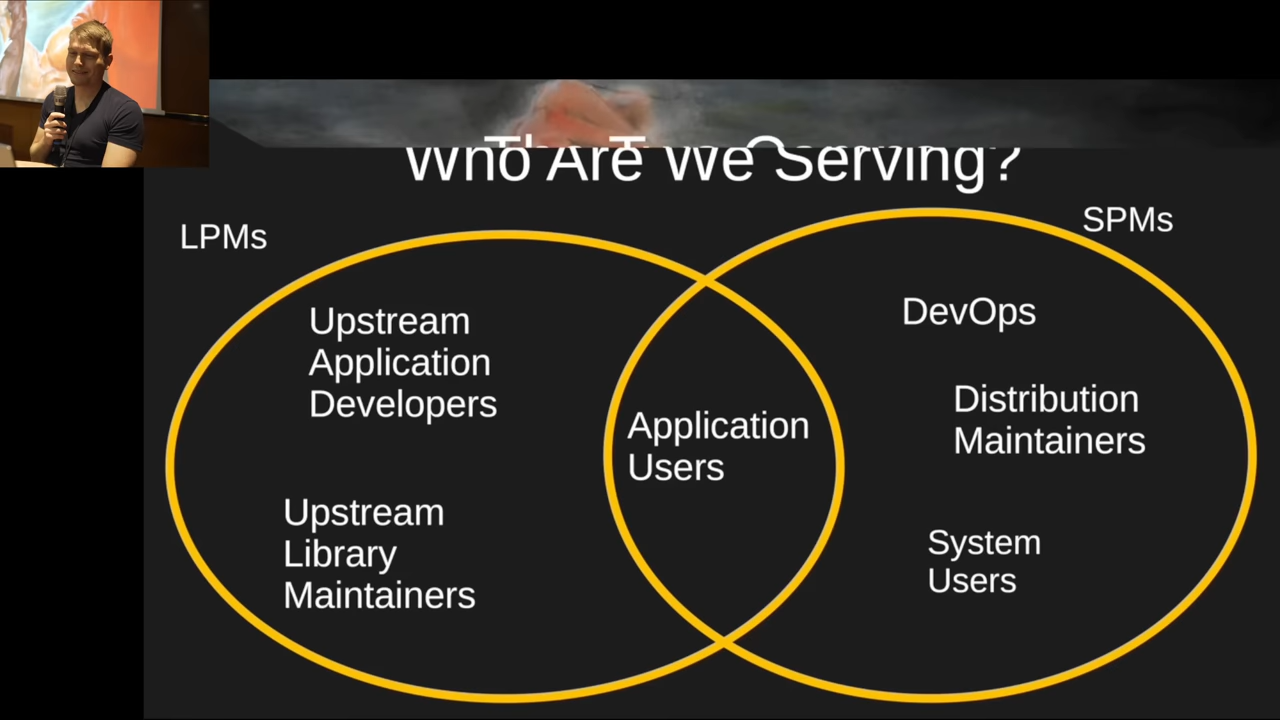 Who Are We Serving?
LPMs
SPMs
Upstream
Application
Developers
DevOps
Distribution
Maintainers
Application
Users
Upstream
Library
Maintainers
System
Users